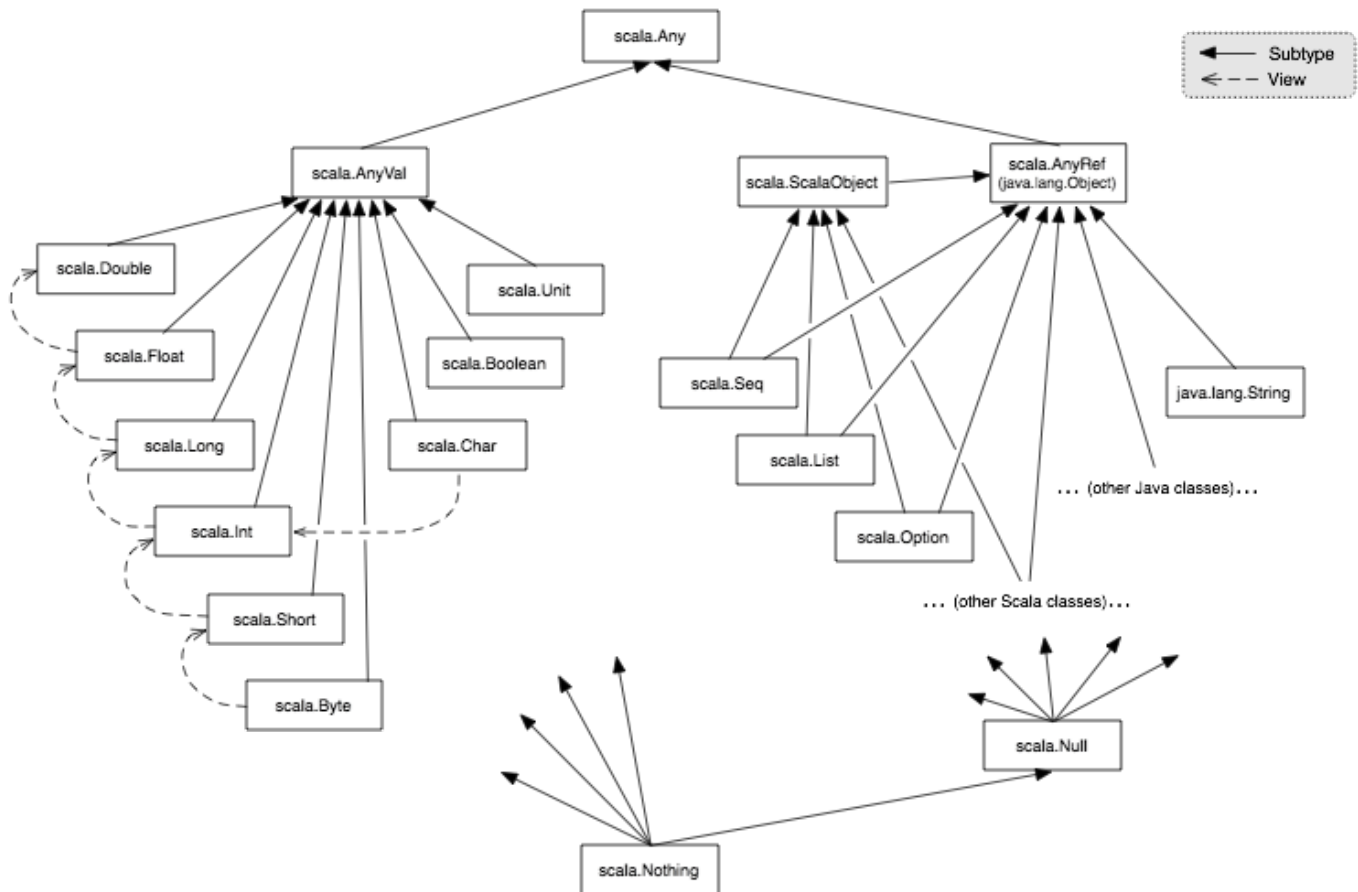 scala.Any
Subtype
View
scala.AnyVal
scala.ScalaObject
scala.AnyRef
(java.lang.Object)
scala.Double
scala.Unit
scala.Float
scala.Boolean
scala.Seq
java.lang.String
scala.Long
scala.Char
scala.List
... (other Java classes)...
scala.Int
scala.Option
scala.Short
... (other Scala classes)...
scala.Byte
scala.Null
scala.Nothing